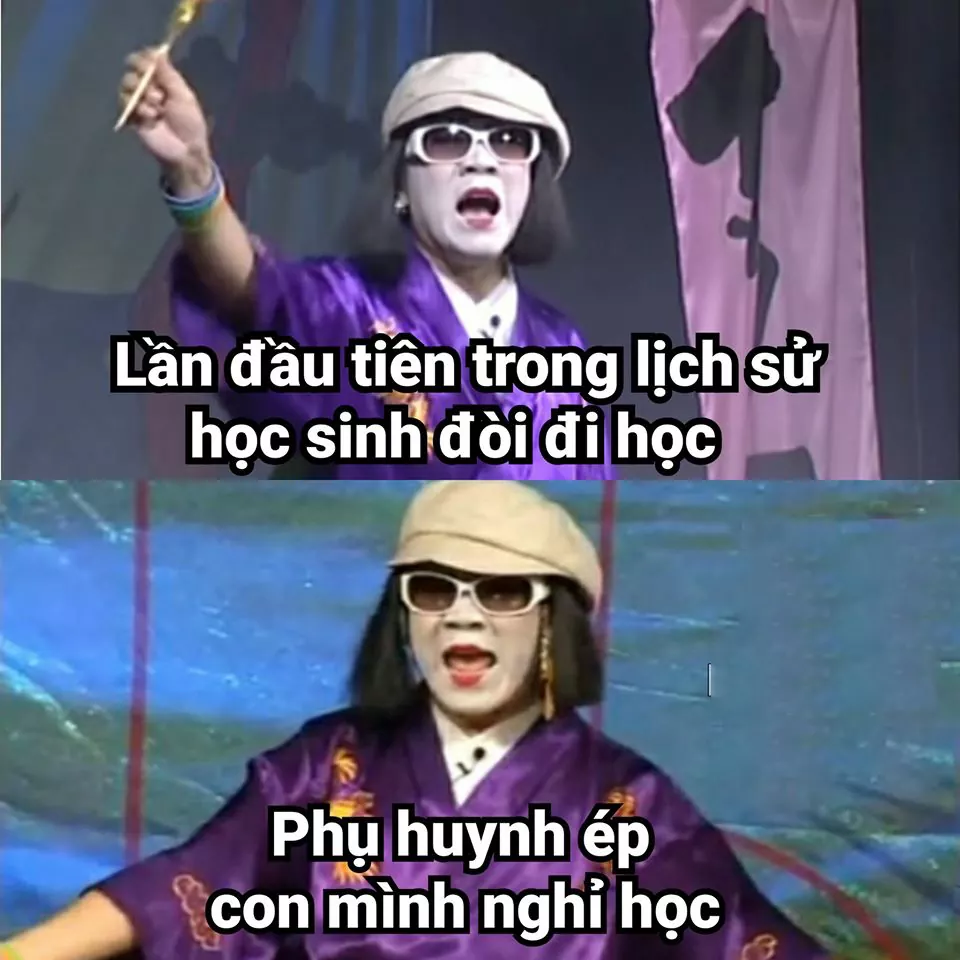 Lần đầu tiên trong lịch sử
học sinh đòi đi học
Phụ huynh ép
con mình nghỉ học